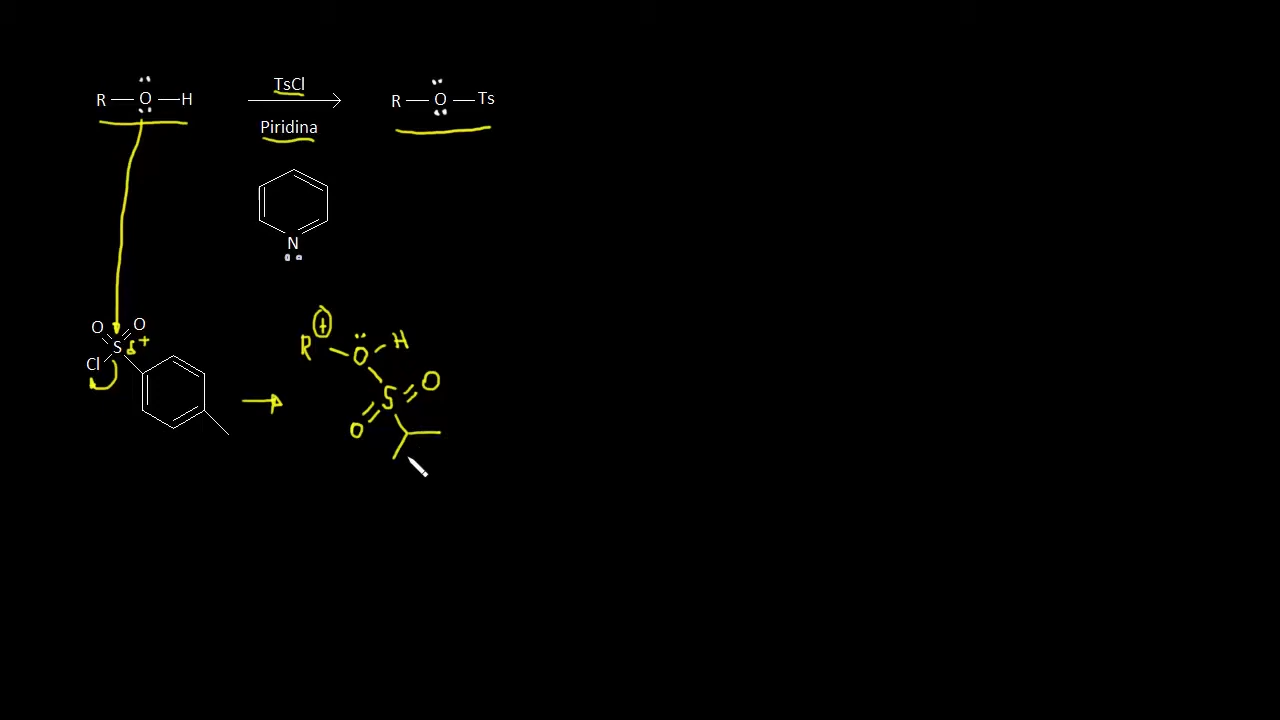 R — O — H
TsCl
Piridina
R — O — Ts
N
O O
S δ+
Cl
+
R – O – H
S
O
O